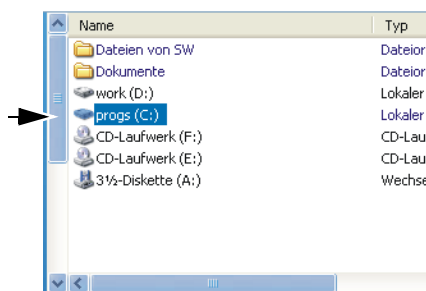 Name Typ
Dateien von SW Dateior
Dokumente Dateior
work (D:) Lokaler
progs (C:) Lokaler
CD-Laufwerk (F:) CD-Lau
CD-Laufwerk (E:) CD-Lau
3½-Diskette (A:) Wechse